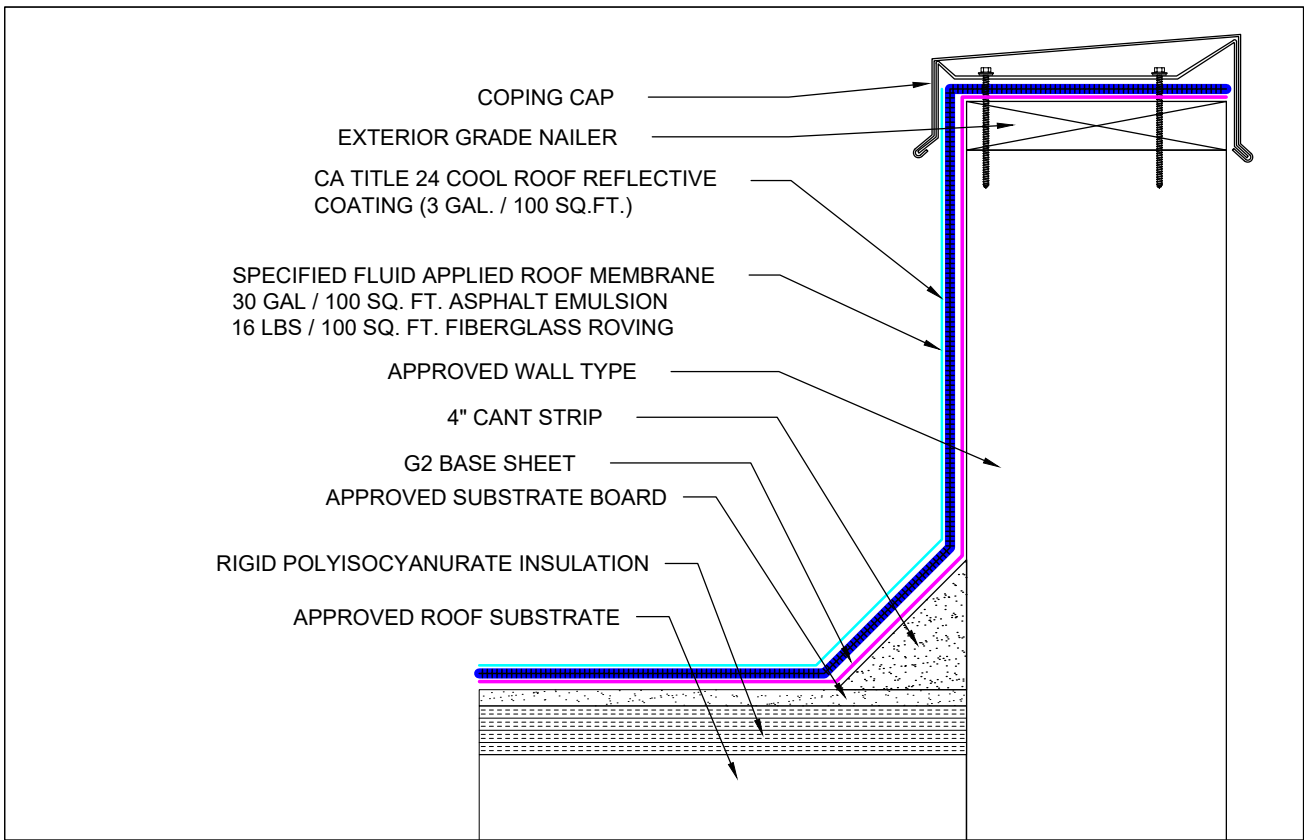 COPING CAP
EXTERIOR GRADE NAILER
CA TITLE 24 COOL ROOF REFLECTIVE
COATING (3 GAL. / 100 SQ.FT.)
SPECIFIED FLUID APPLIED ROOF MEMBRANE
30 GAL / 100 SQ. FT. ASPHALT EMULSION
16 LBS / 100 SQ. FT. FIBERGLASS ROVING
APPROVED WALL TYPE
4" CANT STRIP
G2 BASE SHEET
APPROVED SUBSTRATE BOARD
RIGID POLYISOCYANURATE INSULATION
APPROVED ROOF SUBSTRATE